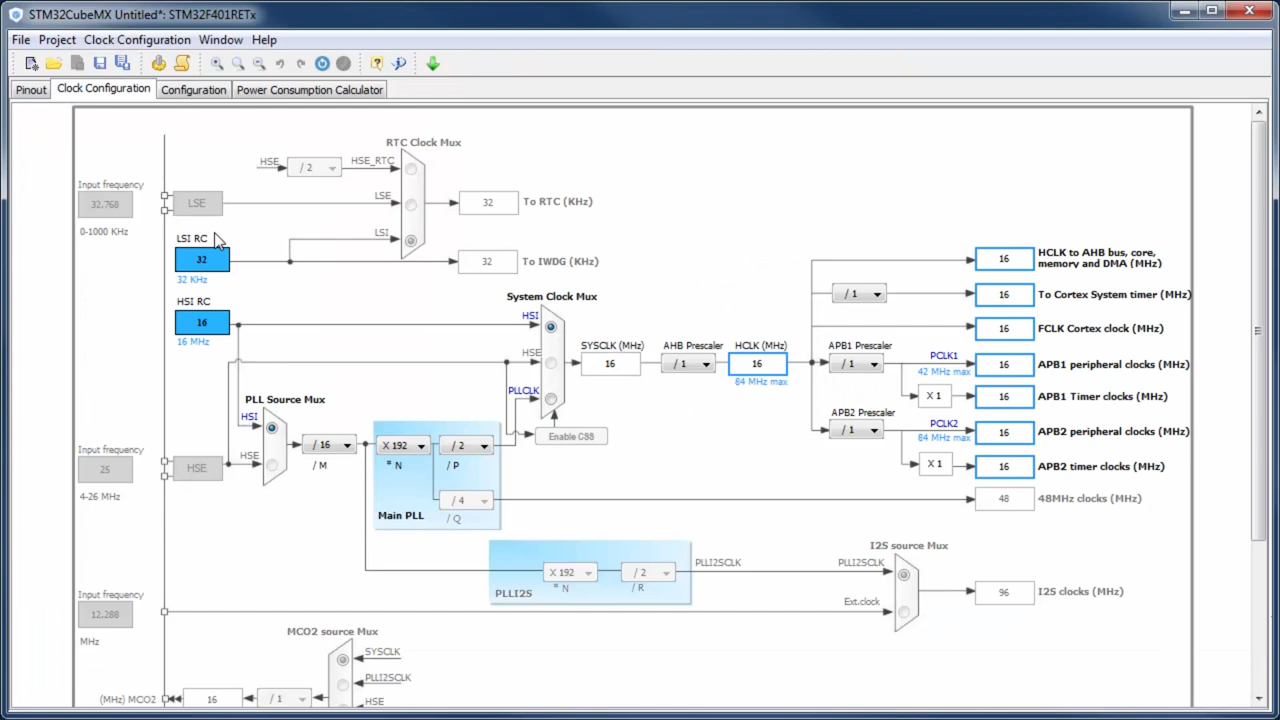 STM32CubeMX Untitled*: STM32F401RETx
File Project Clock Configuration Window Help
Pinout Clock Configuration Configuration Power Consumption Calculator
RTC Clock Mux
HSE / 2 HSE_RTC
Input frequency
32.768 LSE LSE 32 To RTC (KHz)
0-1000 KHz
LSI RC LSI
32 32 To IWDG (KHz)
32 KHz
16 HCLK to AHB bus, core,
memory and DMA (MHz)
/ 1 16 To Cortex System timer (MHz)
HSI RC System Clock Mux
16 HSI 16 FCLK Cortex clock (MHz)
16 MHz
SYSCLK (MHz) AHB Prescaler HCLK (MHz) APB1 Prescaler PCLK1
HSE 16 / 1 16 / 1 16 APB1 peripheral clocks (MHz)
84 MHz max 42 MHz max
PLLCLK X 1 16 APB1 Timer clocks (MHz)
PLL Source Mux
HSI APB2 Prescaler PCLK2
/ 1 16 APB2 peripheral clocks (MHz)
Enable CSS 84 MHz max
/ 16 X 192 / 2
/ M * N / P
Input frequency HSE
25 HSE X 1 16 APB2 timer clocks (MHz)
4-26 MHz
/ 4 48 48MHz clocks (MHz)
Main PLL / Q
I2S source Mux
PLLI2SCLK PLLI2SCLK
X 192 / 2
PLLI2S * N / R
96 I2S clocks (MHz)
Input frequency Ext.clock
12.288
MHz
MCO2 source Mux
SYSCLK
PLLI2SCLK
(MHz) MCO2 16 / 1 HSE